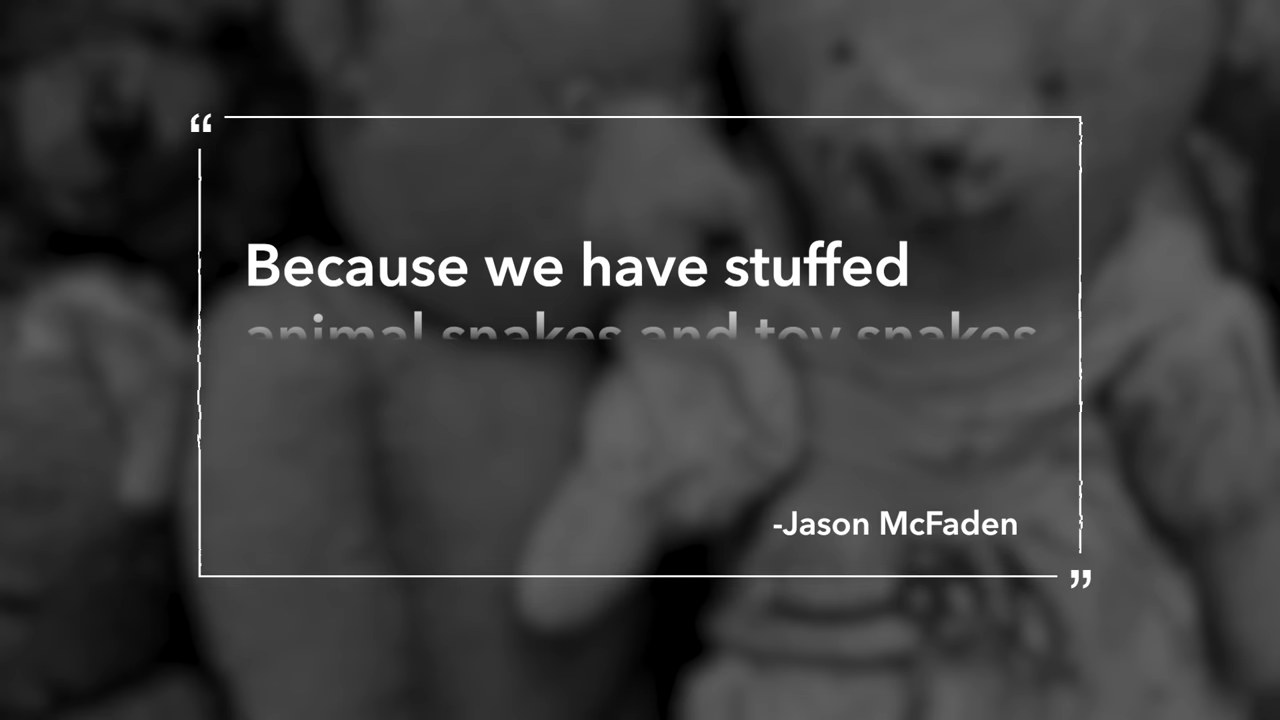 “
Because we have stuffed
animal snakes and toy snakes
-Jason McFaden
”